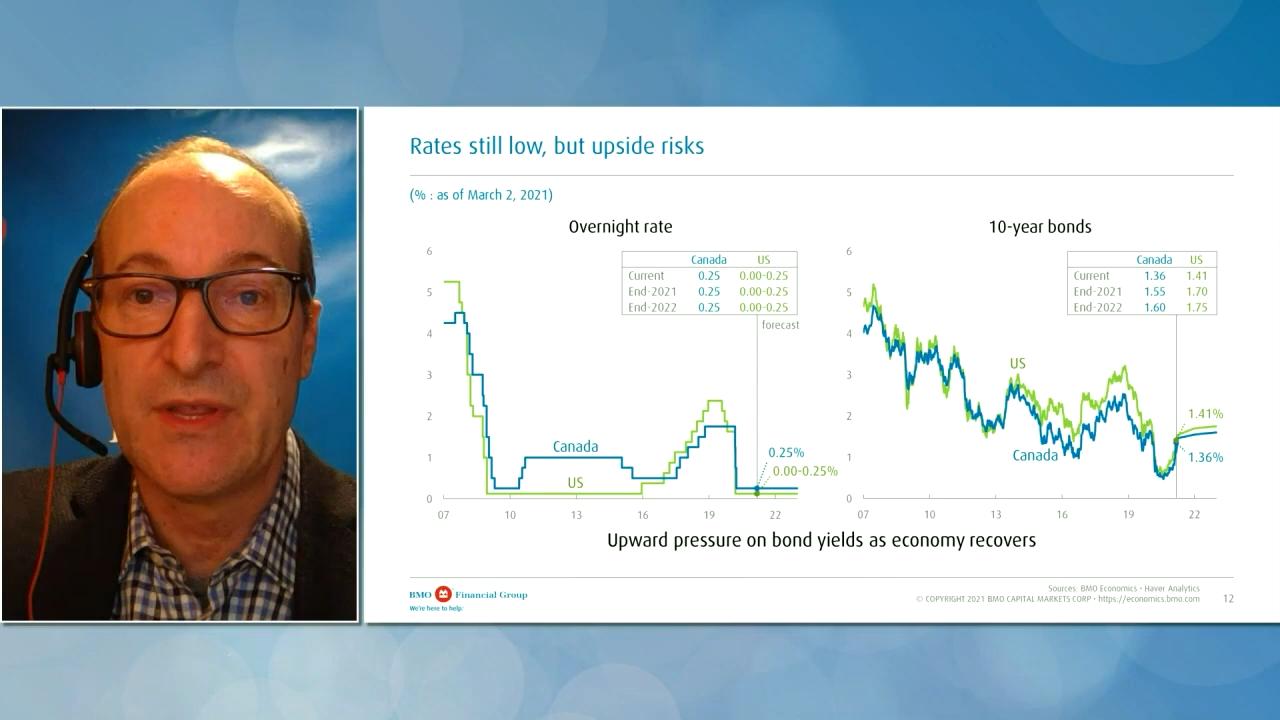 Rates still low, but upside risks
(% : as of March 2, 2021)
Overnight rate
6
5
4
3
2
1
0
Canada US
Current 0.25 0.00-0.25
End-2021 0.25 0.00-0.25
End-2022 0.25 0.00-0.25
forecast
Canada
US
0.25%
0.00-0.25%
07 10 13 16 19 22
10-year bonds
6
5
4
3
2
1
0
Canada US
Current 1.36 1.41
End-2021 1.55 1.70
End-2022 1.60 1.75
US
Canada
1.41%
1.36%
07 10 13 16 19 22
Upward pressure on bond yields as economy recovers
BMO Financial Group
We're here to help.
Sources: BMO Economics • Haver Analytics
© COPYRIGHT 2021 BMO CAPITAL MARKETS CORP • https://economics.bmo.com
12